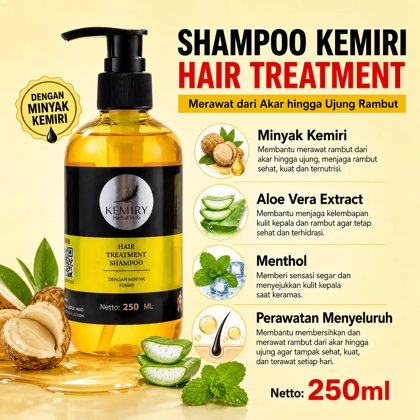 SHAMPOO KEMIRI
HAIR TREATMENT
Merawat dari Akar hingga Ujung Rambut
DENGAN
MINYAK
KEMIRI
Minyak Kemiri
Membantu merawat rambut dari
akar hingga ujung, menjaga rambut
sehat, kuat dan ternutrisi.
Aloe Vera Extract
Membantu menjaga kelembapan
kulit kepala dan rambut agar tetap
sehat dan terhidrasi.
Menthol
Memberi sensasi segar dan
menyejukkan kulit kepala
saat keramas.
Perawatan Menyeluruh
Membantu membersihkan dan
merawat rambut dari akar hingga
ujung agar tampak sehat, kuat,
dan terawat setiap hari.
Netto: 250ml
KEMIRY
Herbal Indo
HAIR
TREATMENT
SHAMPOO
DENGAN MINYAK
KEMIRI
Netto: 250 ML